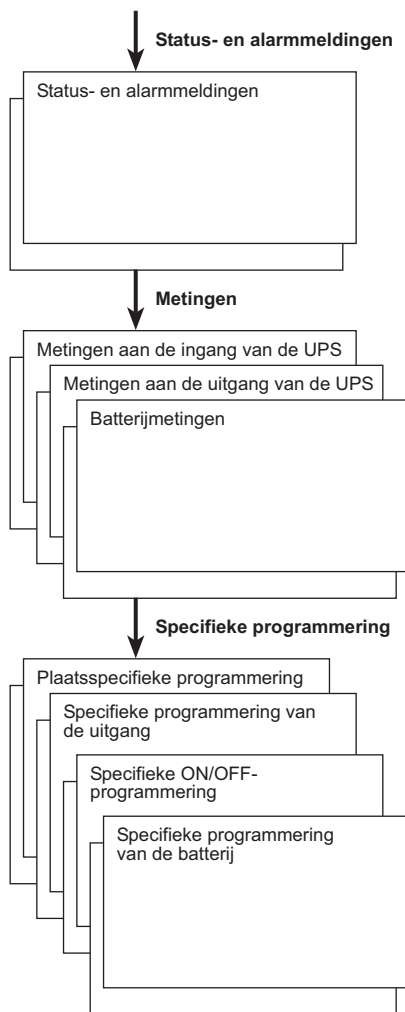 Status- en alarmmeldingen
Status- en alarmmeldingen
Metingen
Metingen aan de ingang van de UPS
Metingen aan de uitgang van de UPS
Batterijmetingen
Specifieke programmering
Plaatsspecifieke programmering
Specifieke programmering van
de uitgang
Specifieke ON/OFF-
programmering
Specifieke programmering
van de batterij